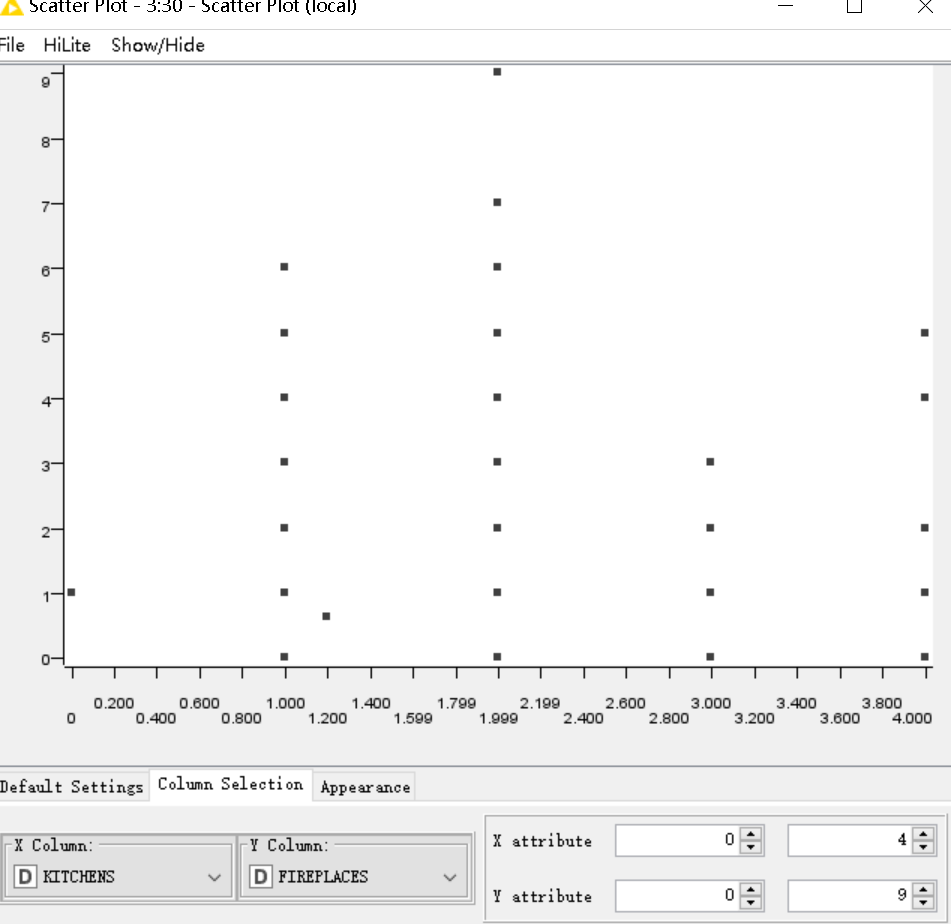 Scatter Plot - 3:30 - Scatter Plot (local)
File HiLite Show/Hide
9
8
7
6
5
4
3
2
1
0
0.200 0.600 1.000 1.400 1.799 2.199 2.600 3.000 3.400 3.800
0 0.400 0.800 1.200 1.599 1.999 2.400 2.800 3.200 3.600 4.000
Default Settings Column Selection Appearance
X Column: Y Column:
D KITCHENS D FIREPLACES
X attribute 0 4
Y attribute 0 9